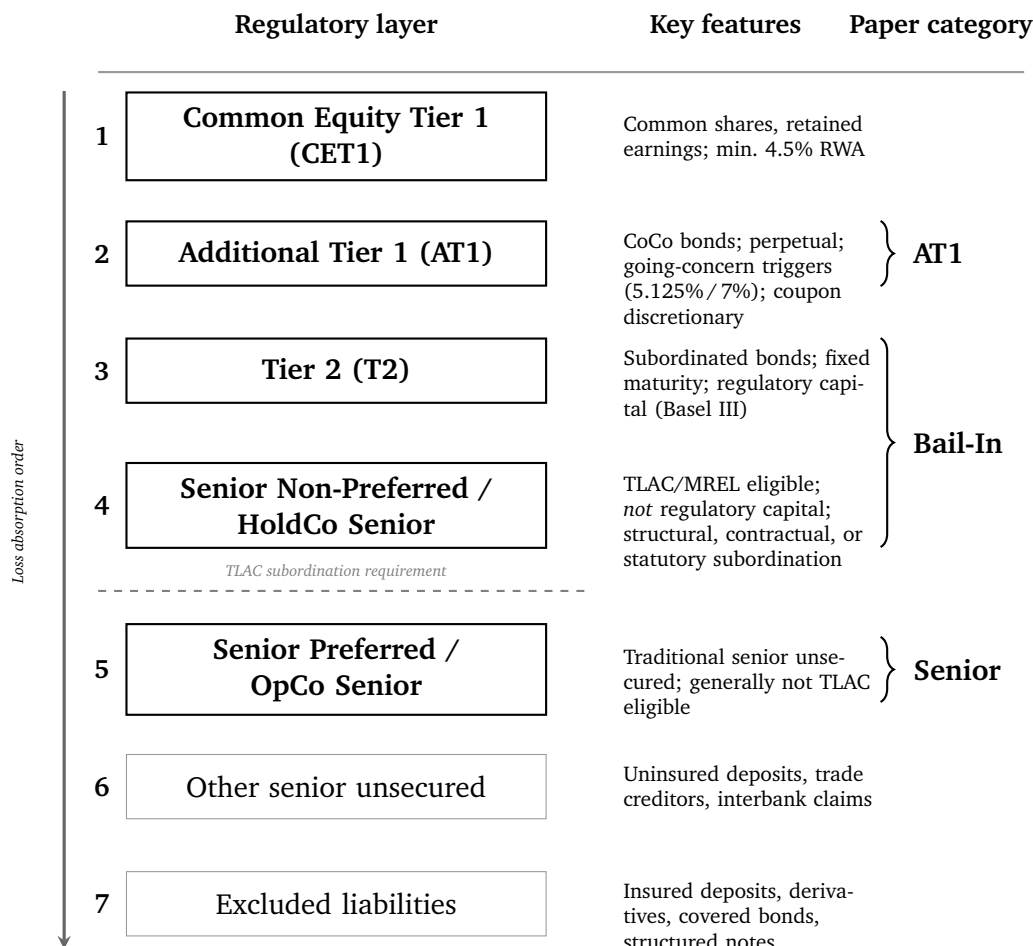 Regulatory layer Key features Paper category
Loss absorption order
1
Common Equity Tier 1
(CET1)
Common shares, retained
earnings; min. 4.5% RWA
2
Additional Tier 1 (AT1)
CoCo bonds; perpetual;
going-concern triggers
(5.125% / 7%); coupon
discretionary
AT1
3
Tier 2 (T2)
Subordinated bonds; fixed
maturity; regulatory capi-
tal (Basel III)
Bail-In
4
Senior Non-Preferred /
HoldCo Senior
TLAC/MREL eligible;
not regulatory capital;
structural, contractual, or
statutory subordination
TLAC subordination requirement
5
Senior Preferred /
OpCo Senior
Traditional senior unse-
cured; generally not TLAC
eligible
Senior
6
Other senior unsecured
Uninsured deposits, trade
creditors, interbank claims
7
Excluded liabilities
Insured deposits, deriva-
tives, covered bonds,
structured notes